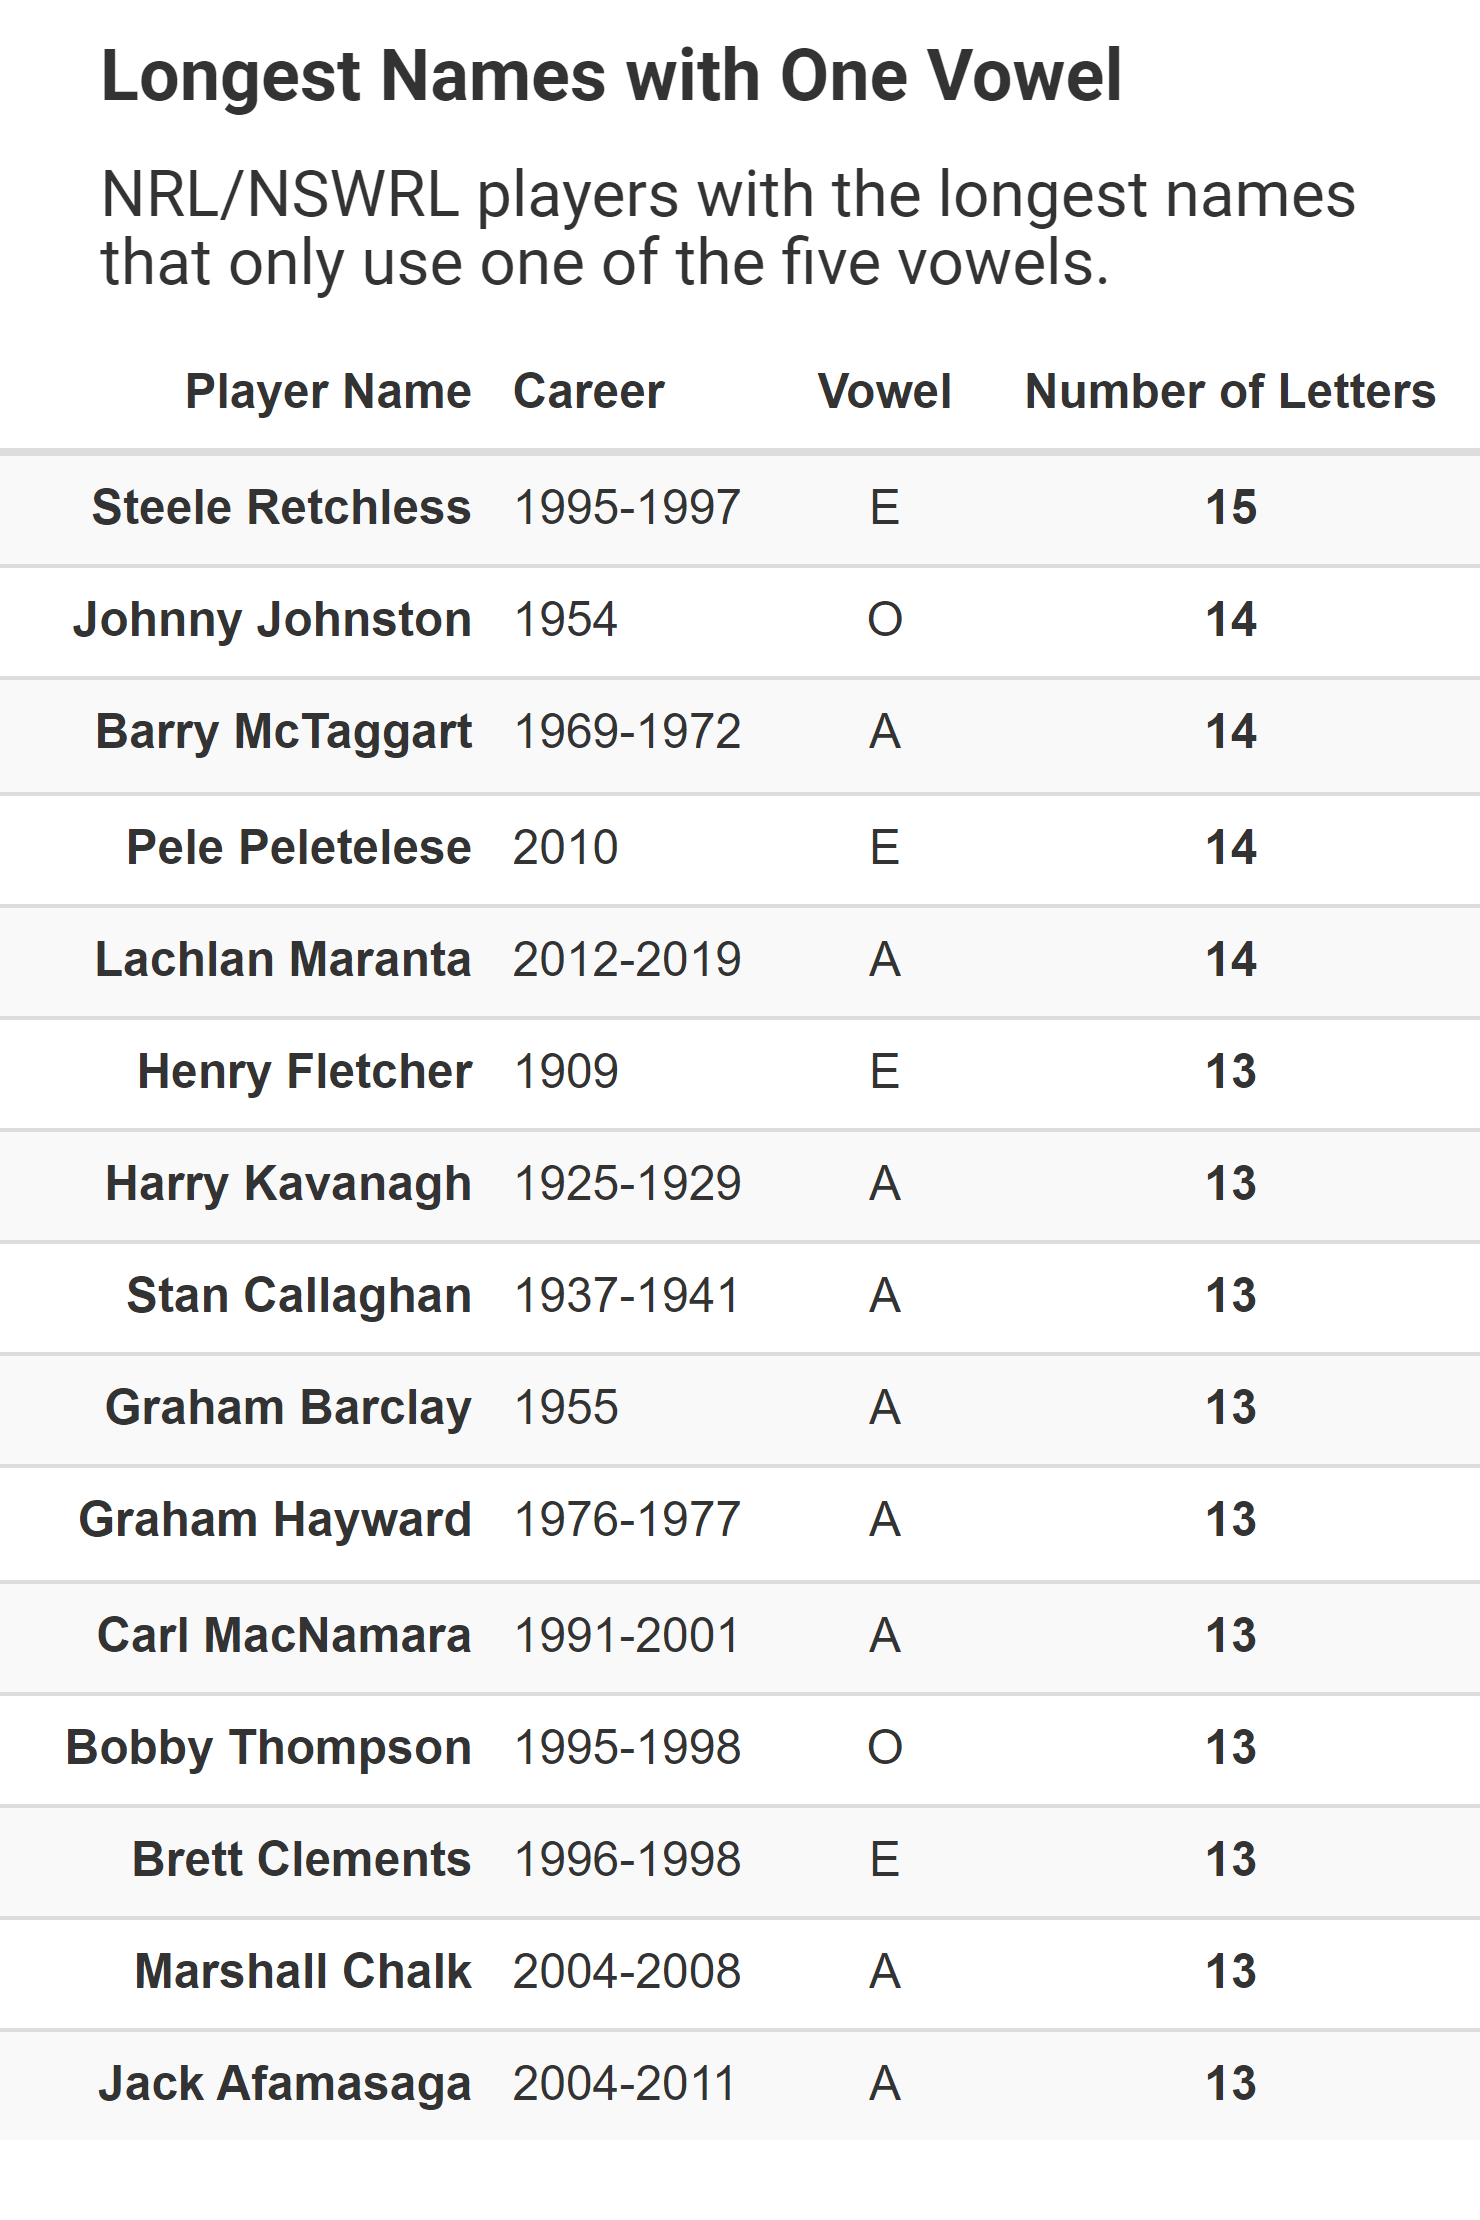 Longest Names with One Vowel
NRL/NSWRL players with the longest names
that only use one of the five vowels.
Player Name Career Vowel Number of Letters
Steele Retchless 1995-1997 E 15
Johnny Johnston 1954 O 14
Barry McTaggart 1969-1972 A 14
Pele Peletelese 2010 E 14
Lachlan Maranta 2012-2019 A 14
Henry Fletcher 1909 E 13
Harry Kavanagh 1925-1929 A 13
Stan Callaghan 1937-1941 A 13
Graham Barclay 1955 A 13
Graham Hayward 1976-1977 A 13
Carl MacNamara 1991-2001 A 13
Bobby Thompson 1995-1998 O 13
Brett Clements 1996-1998 E 13
Marshall Chalk 2004-2008 A 13
Jack Afamasaga 2004-2011 A 13